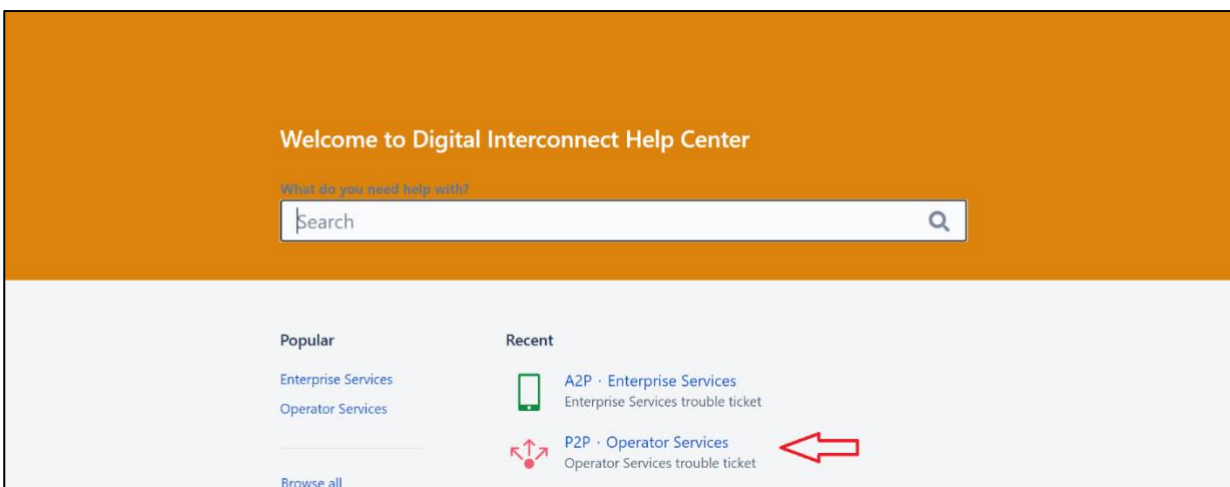 Welcome to Digital Interconnect Help Center
What do you need help with?
Search
Popular
Enterprise Services
Operator Services
Browse all
Recent
A2P · Enterprise Services
Enterprise Services trouble ticket
P2P · Operator Services
Operator Services trouble ticket